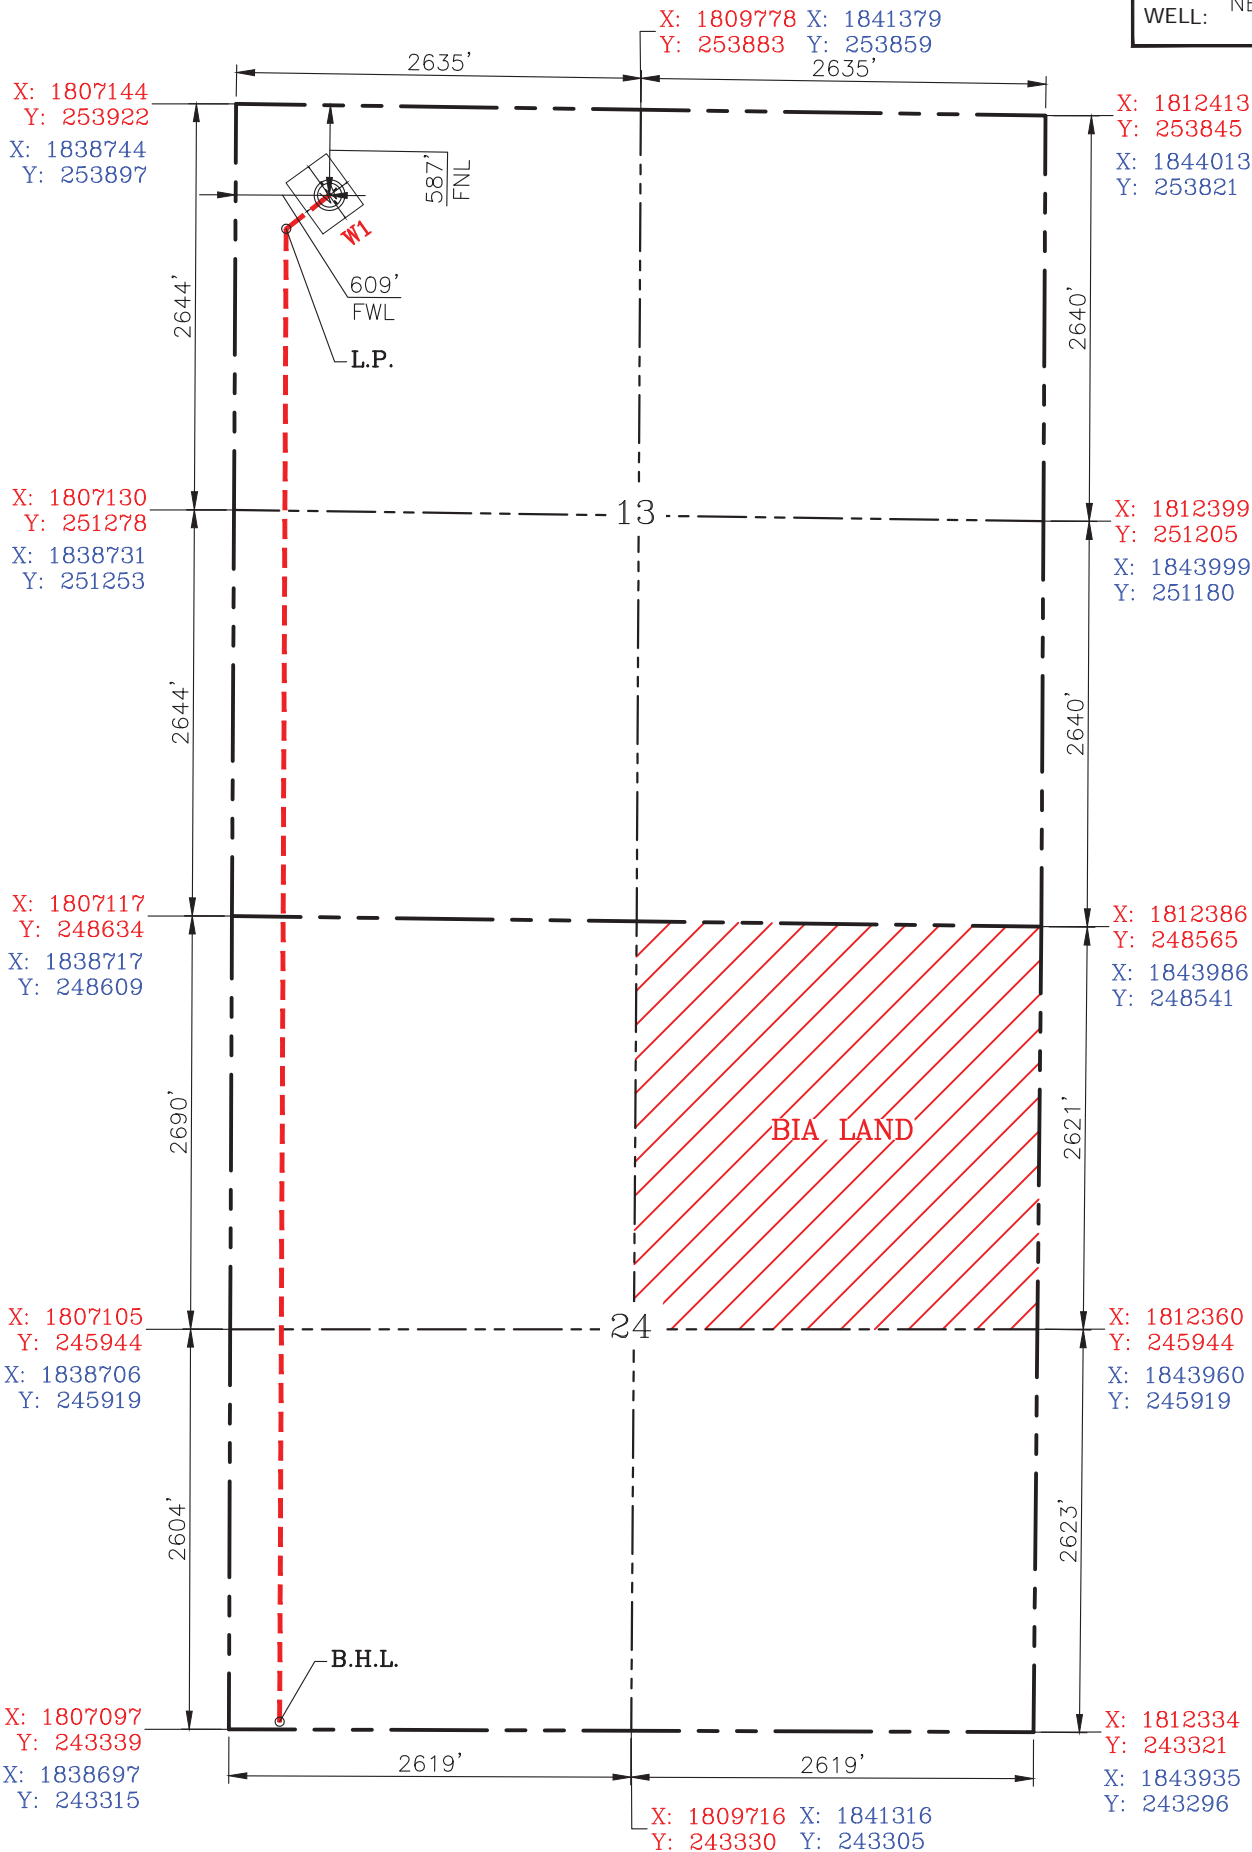 WELL:
X: 1809778 X: 1841379
Y: 253883 Y: 253859
2635'
2635'
X: 1807144
Y: 253922
X: 1838744
Y: 253897
X: 1812413
Y: 253845
X: 1844013
Y: 253821
587'
FNL
W1
609'
FWL
L.P.
2644'
2640'
X: 1807130
Y: 251278
X: 1838731
Y: 251253
13
X: 1812399
Y: 251205
X: 1843999
Y: 251180
2644'
2640'
X: 1807117
Y: 248634
X: 1838717
Y: 248609
X: 1812386
Y: 248565
X: 1843986
Y: 248541
2690'
BIA LAND
2621'
X: 1807105
Y: 245944
X: 1838706
Y: 245919
24
X: 1812360
Y: 245944
X: 1843960
Y: 245919
2604'
2623'
B.H.L.
X: 1807097
Y: 243339
X: 1838697
Y: 243315
X: 1812334
Y: 243321
X: 1843935
Y: 243296
2619'
2619'
X: 1809716 X: 1841316
Y: 243330 Y: 243305